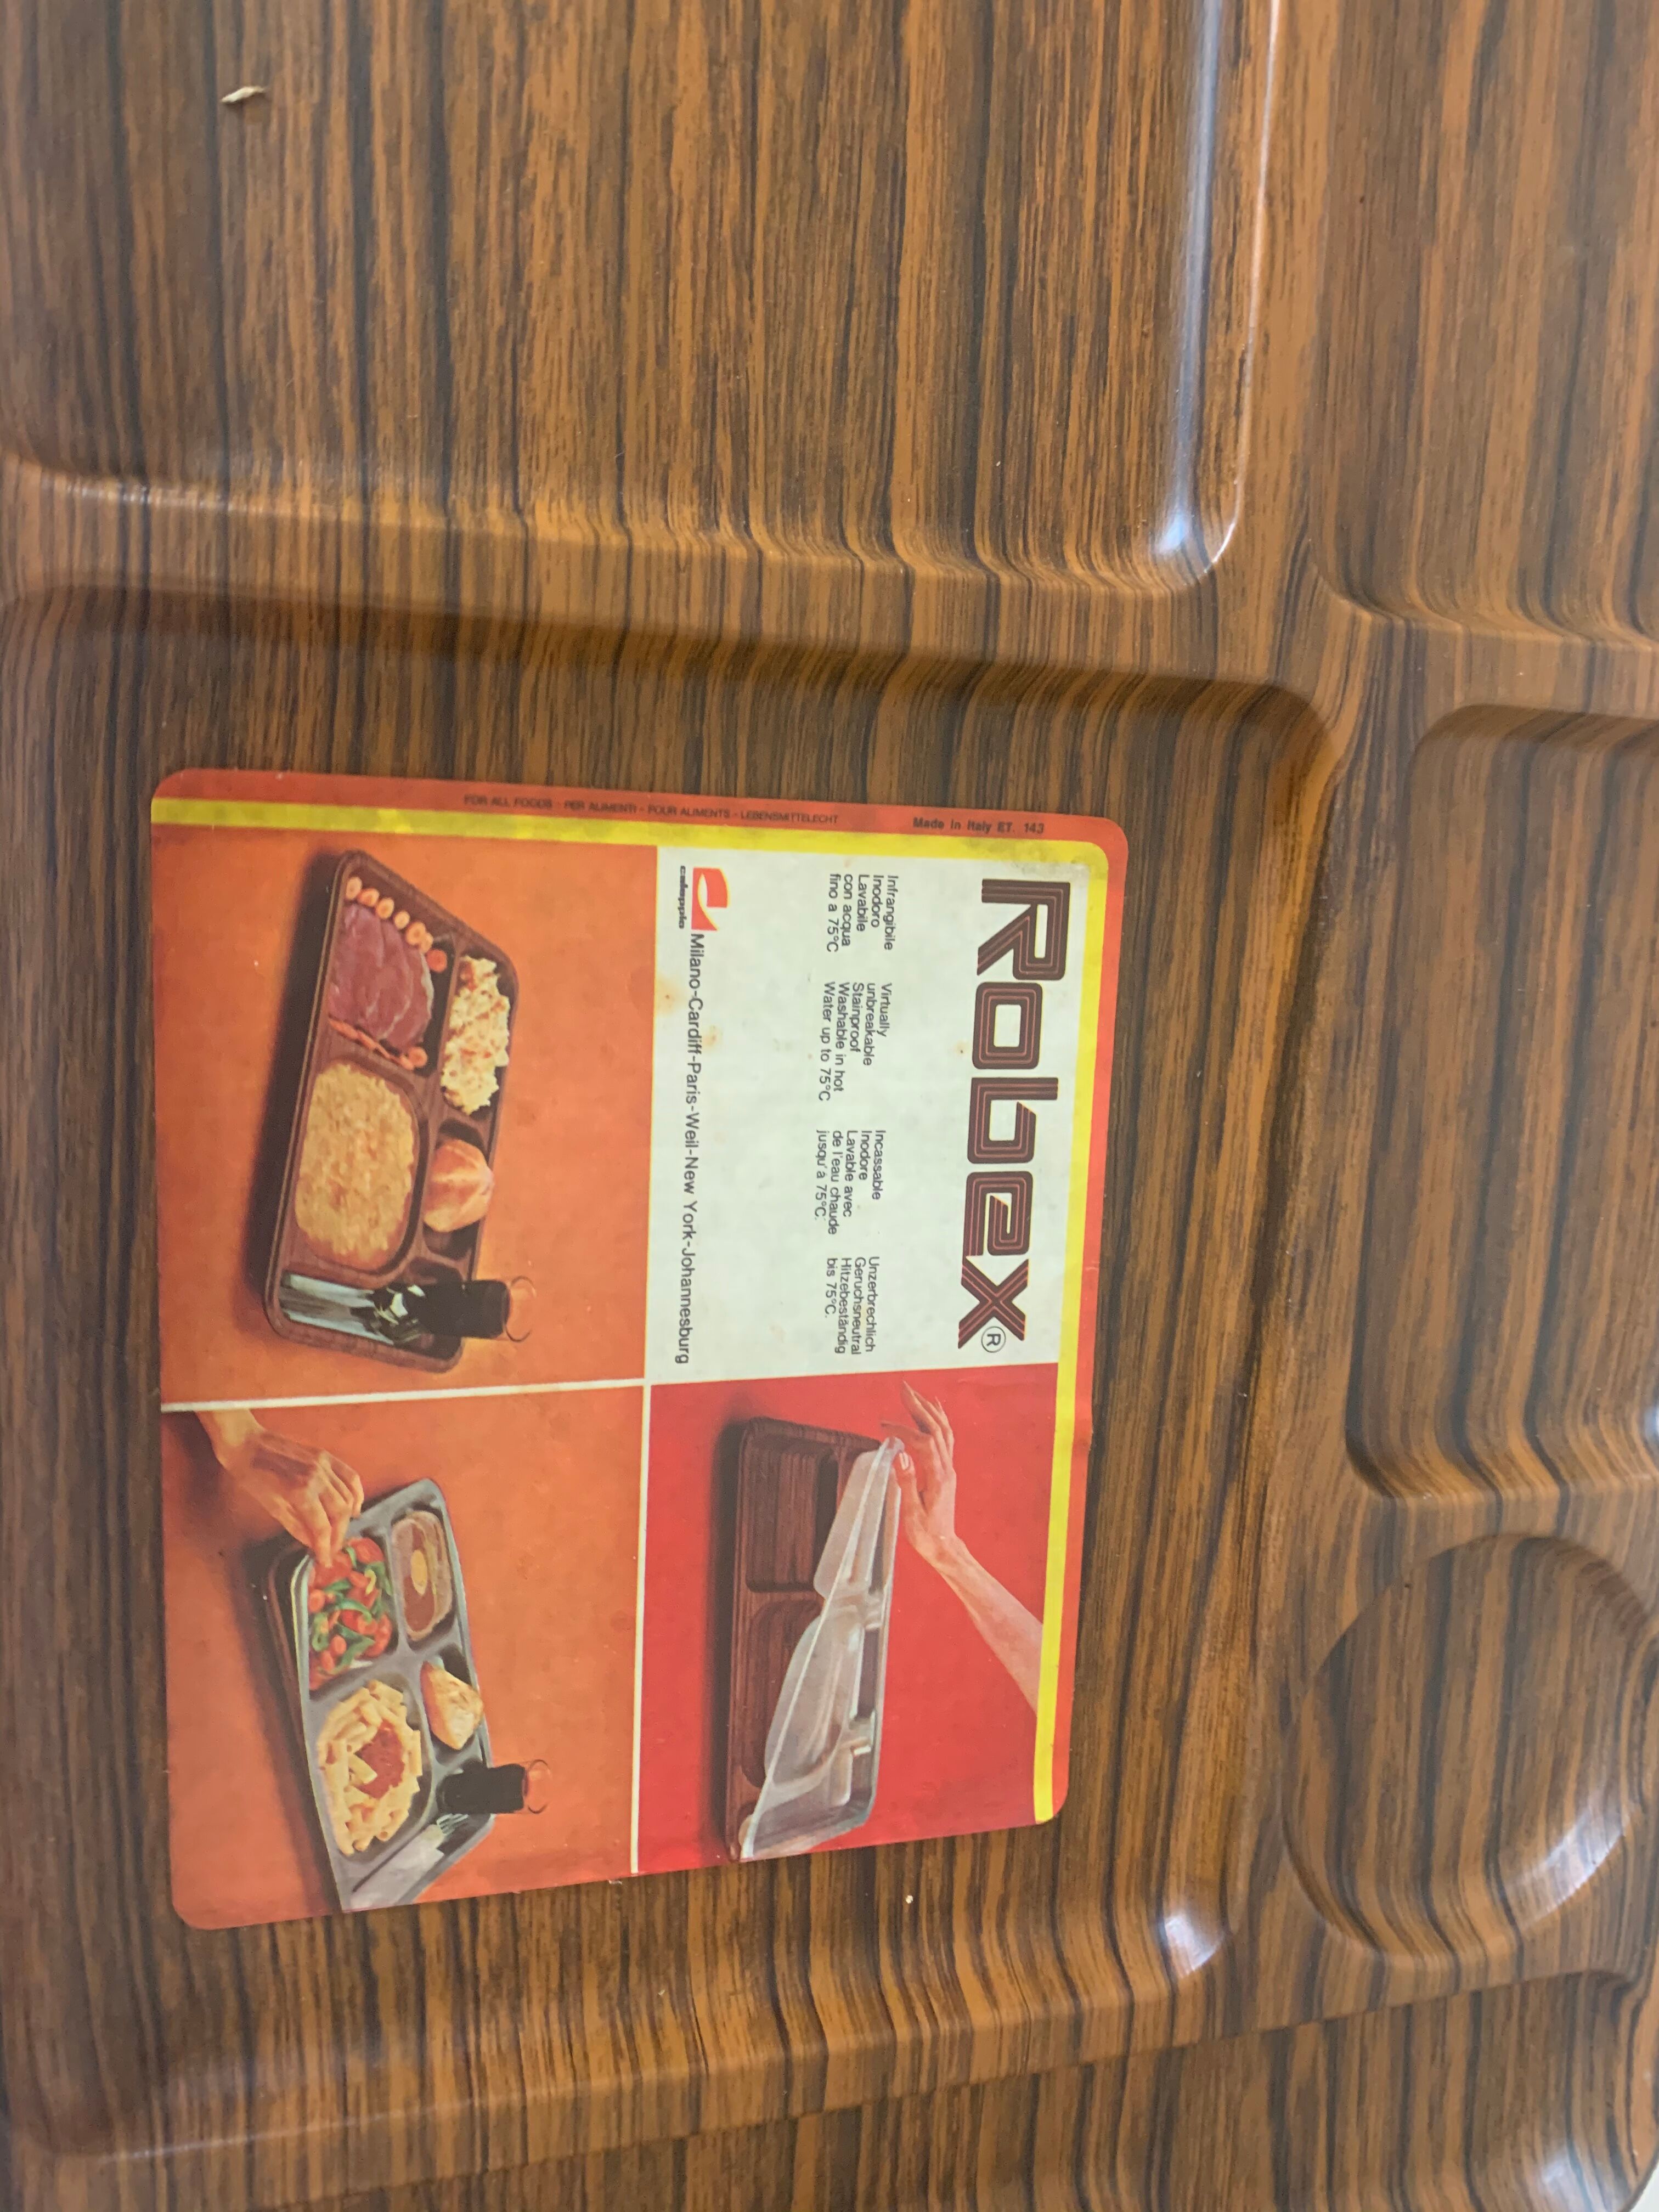 Made in Italy ET. 143
FOR ALL FOODS - PER ALIMENTI - POUR ALIMENTS - LEBENSMITTELECHT
Robex®
Infrangibile
Inodoro
Lavabile
con acqua
fino a 75°C
Virtually
unbreakable
Stainproof
Washable in hot
Water up to 75°C
Incassable
Inodore
Lavable avec
de l'eau chaude
jusqu'à 75°C.
Unzerbrechlich
Geruchsneutral
Hitzebeständig
bis 75°C.
caleppio
Milano-Cardiff-Paris-Weil-New York-Johannesburg